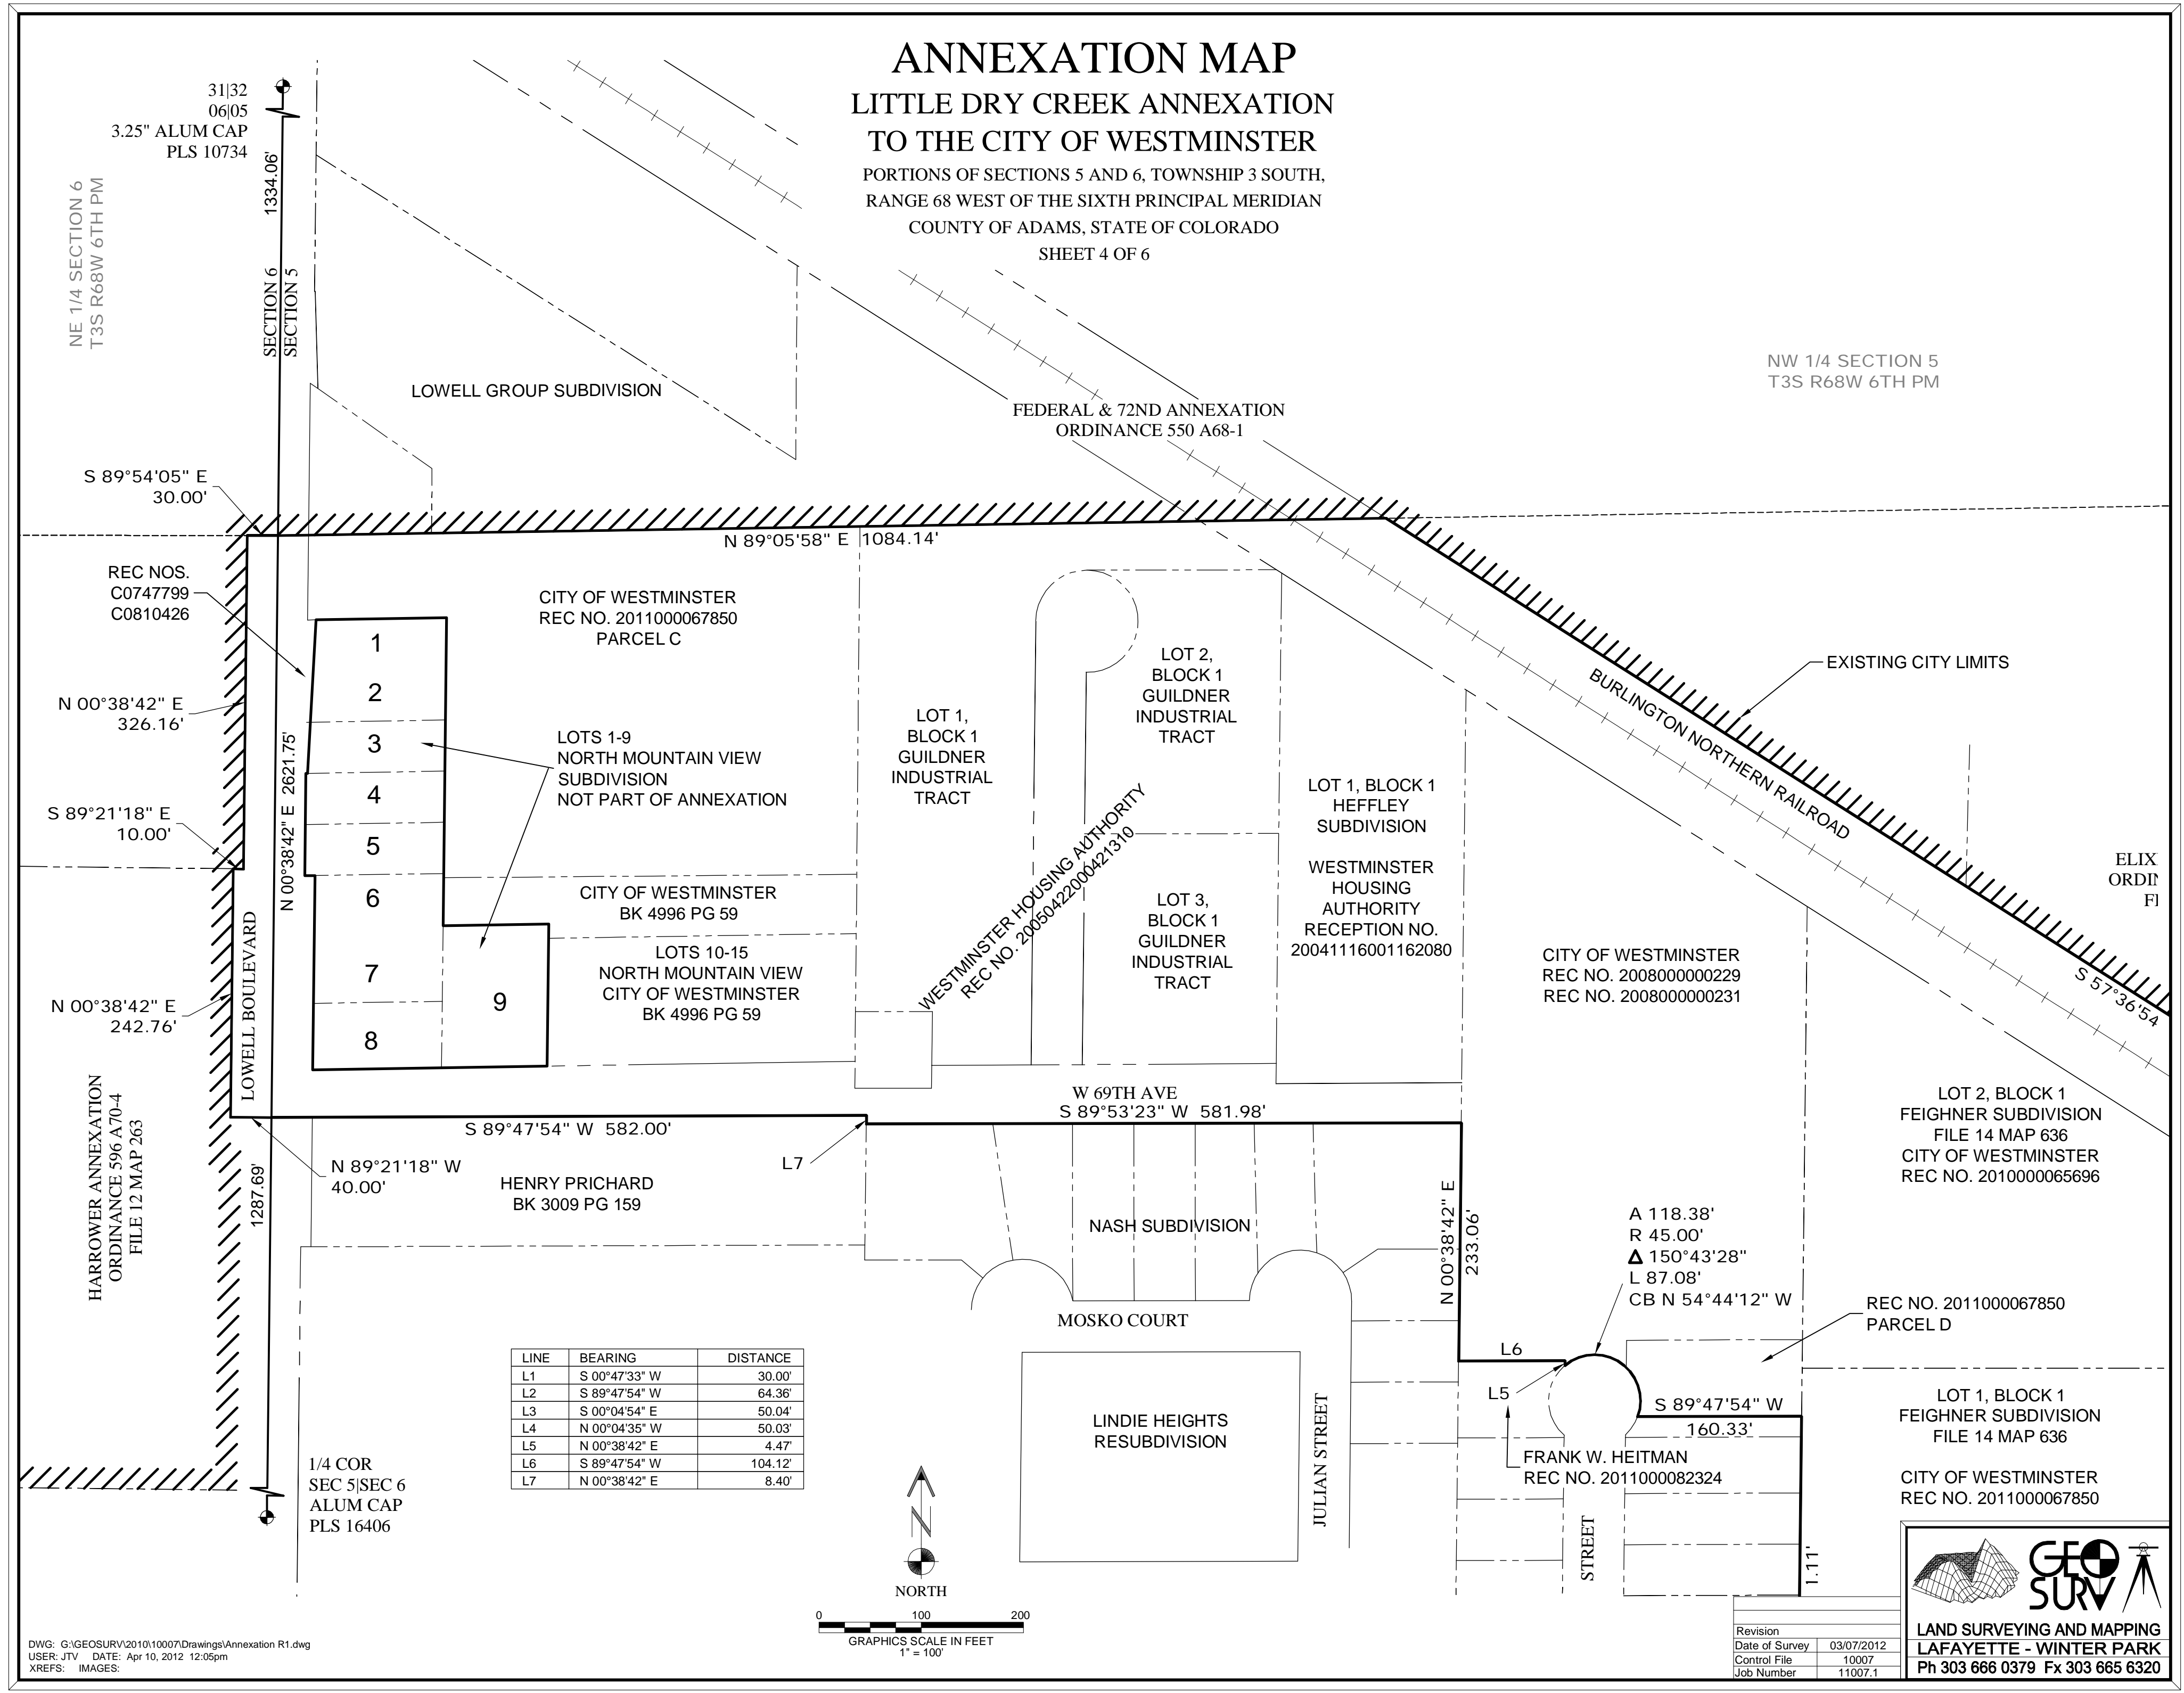 ANNEXATION MAP
LITTLE DRY CREEK ANNEXATION
TO THE CITY OF WESTMINSTER
PORTIONS OF SECTIONS 5 AND 6, TOWNSHIP 3 SOUTH,
RANGE 68 WEST OF THE SIXTH PRINCIPAL MERIDIAN
COUNTY OF ADAMS, STATE OF COLORADO
SHEET 4 OF 6
31|32
06|05
3.25" ALUM CAP
PLS 10734
1334.06'
NE 1/4 SECTION 6
T3S R68W 6TH PM
SECTION 6
SECTION 5
LOWELL GROUP SUBDIVISION
NW 1/4 SECTION 5
T3S R68W 6TH PM
FEDERAL & 72ND ANNEXATION
ORDINANCE 550 A68-1
S 89°54'05" E
30.00'
N 89°05'58" E 1084.14'
REC NOS.
C0747799
C0810426
CITY OF WESTMINSTER
REC NO. 2011000067850
PARCEL C
1
2
3
4
5
6
7
8
9
N 00°38'42" E
326.16'
LOTS 1-9
NORTH MOUNTAIN VIEW
SUBDIVISION
NOT PART OF ANNEXATION
N 00°38'42" E 2621.75'
S 89°21'18" E
10.00'
LOT 1,
BLOCK 1
GUILDNER
INDUSTRIAL
TRACT
LOT 2,
BLOCK 1
GUILDNER
INDUSTRIAL
TRACT
EXISTING CITY LIMITS
BURLINGTON NORTHERN RAILROAD
LOT 1, BLOCK 1
HEFFLEY
SUBDIVISION
WESTMINSTER
HOUSING
AUTHORITY
RECEPTION NO.
20041116001162080
WESTMINSTER HOUSING AUTHORITY
REC NO. 20050422000421310
LOT 3,
BLOCK 1
GUILDNER
INDUSTRIAL
TRACT
CITY OF WESTMINSTER
BK 4996 PG 59
LOTS 10-15
NORTH MOUNTAIN VIEW
CITY OF WESTMINSTER
BK 4996 PG 59
CITY OF WESTMINSTER
REC NO. 2008000000229
REC NO. 2008000000231
ELIX
ORDIN
S 57°36'54
LOWELL BOULEVARD
N 00°38'42" E
242.76'
HARROWER ANNEXATION
ORDINANCE 596 A70-4
FILE 12 MAP 263
W 69TH AVE
S 89°53'23" W 581.98'
S 89°47'54" W 582.00'
L7
N 89°21'18" W
40.00'
1287.69'
HENRY PRICHARD
BK 3009 PG 159
NASH SUBDIVISION
N 00°38'42" E
233.06'
LOT 2, BLOCK 1
FEIGHNER SUBDIVISION
FILE 14 MAP 636
CITY OF WESTMINSTER
REC NO. 2010000065696
A 118.38'
R 45.00'
Δ 150°43'28"
L 87.08'
CB N 54°44'12" W
REC NO. 2011000067850
PARCEL D
MOSKO COURT
L6
L5
S 89°47'54" W
160.33'
LINE BEARING DISTANCE
L1 S 00°47'33" W 30.00'
L2 S 89°47'54" W 64.36'
L3 S 00°04'54" E 50.04'
L4 N 00°04'35" W 50.03'
L5 N 00°38'42" E 4.47'
L6 S 89°47'54" W 104.12'
L7 N 00°38'42" E 8.40'
LINDIE HEIGHTS
RESUBDIVISION
JULIAN STREET
FRANK W. HEITMAN
REC NO. 2011000082324
STREET
1.11'
LOT 1, BLOCK 1
FEIGHNER SUBDIVISION
FILE 14 MAP 636
CITY OF WESTMINSTER
REC NO. 2011000067850
1/4 COR
SEC 5|SEC 6
ALUM CAP
PLS 16406
N
NORTH
0 100 200
GRAPHICS SCALE IN FEET
1" = 100'
DWG: G:\GEOSURV\2010\10007\Drawings\Annexation R1.dwg
USER: JTV DATE: Apr 10, 2012 12:05pm
XREFS: IMAGES:
Revision
Date of Survey 03/07/2012
Control File 10007
Job Number 11007.1
GEO
SURV
LAND SURVEYING AND MAPPING
LAFAYETTE - WINTER PARK
Ph 303 666 0379 Fx 303 665 6320